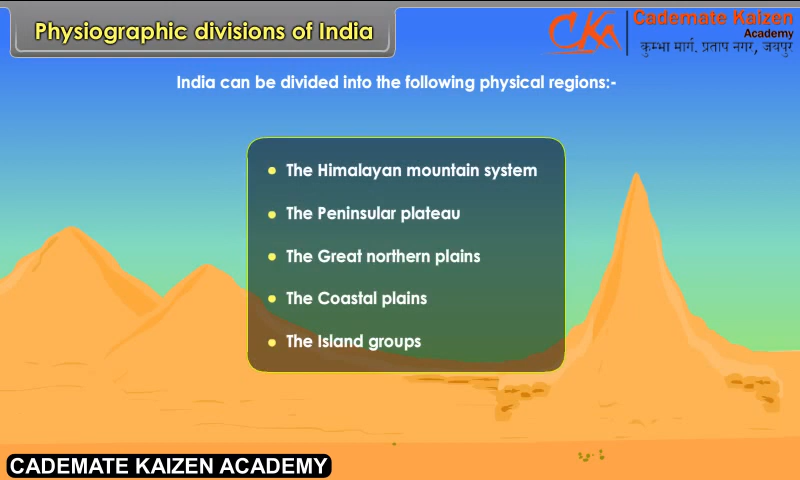 Physiographic divisions of India
CKA
Cademate Kaizen
Academy
कुम्भा मार्ग. प्रताप नगर, जयपुर
India can be divided into the following physical regions:-
The Himalayan mountain system
The Peninsular plateau
The Great northern plains
The Coastal plains
The Island groups
CADEMATE KAIZEN ACADEMY